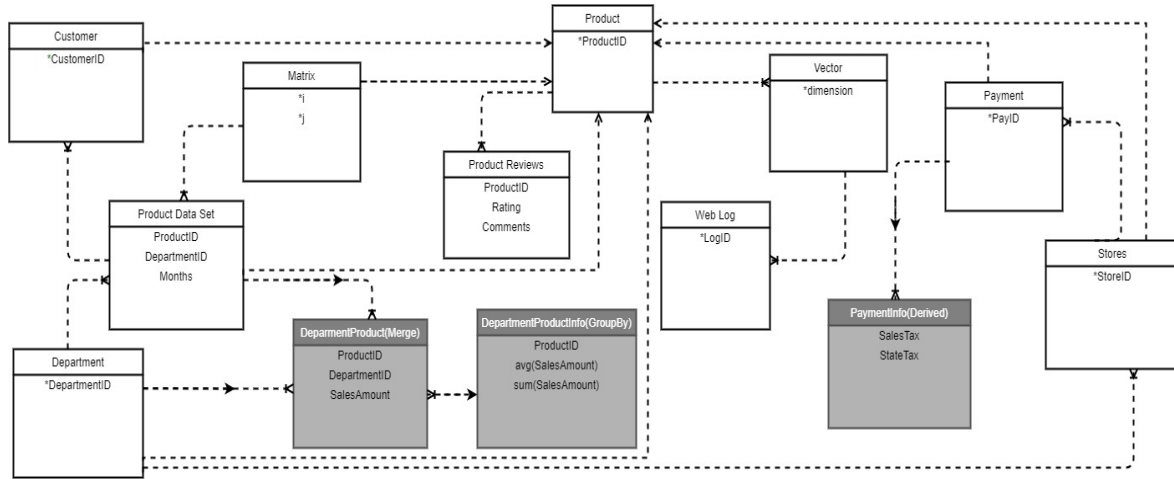 Customer
*CustomerID
Product
*ProductID
Matrix
*i
*j
Vector
*dimension
Payment
*PayID
Product Reviews
ProductID
Rating
Comments
Product Data Set
ProductID
DepartmentID
Months
Web Log
*LogID
Stores
*StoreID
DeparmentProduct(Merge)
ProductID
DepartmentID
SalesAmount
DepartmentProductInfo(GroupBy)
ProductID
avg(SalesAmount)
sum(SalesAmount)
PaymentInfo(Derived)
SalesTax
StateTax
Department
*DepartmentID